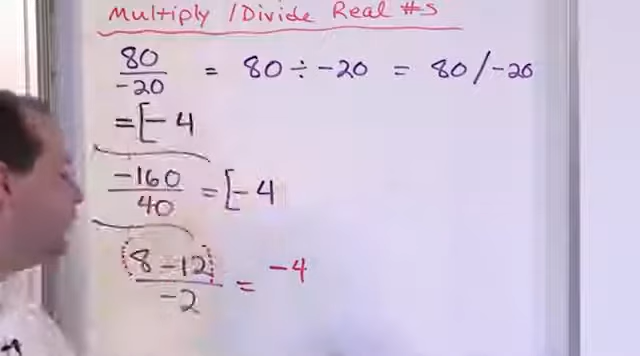 Multiply / Divide Real #s
80/-20 = 80 ÷ -20 = 80/-20
= [-4
-160/40 = [-4
(8-12)/-2 = -4